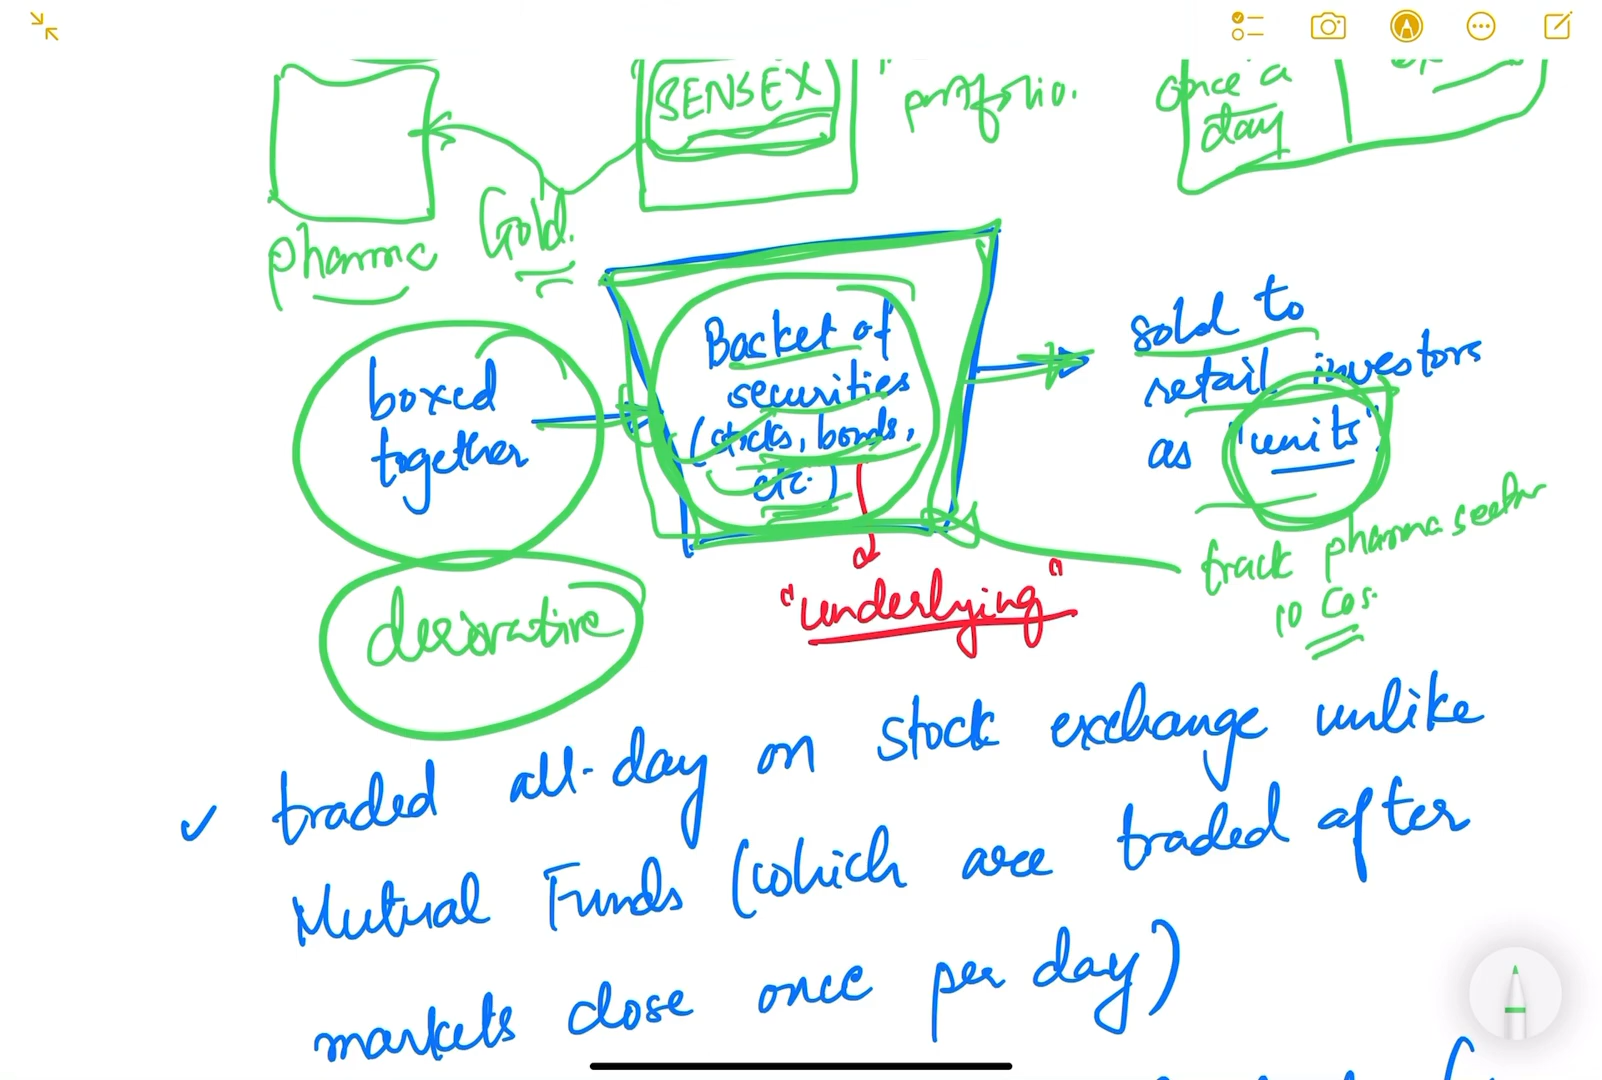 SENSEX
portfolio.
once a
day
pharma
Gold.
boxed
together
Backet of
securities
(stocks, bonds,
etc.)
sold to
retail investors
as "units"
"underlying"
track pharma sector
10 Cos.
derivative
✓ traded all-day on stock exchange unlike
Mutual Funds (which are traded after
markets close once per day)